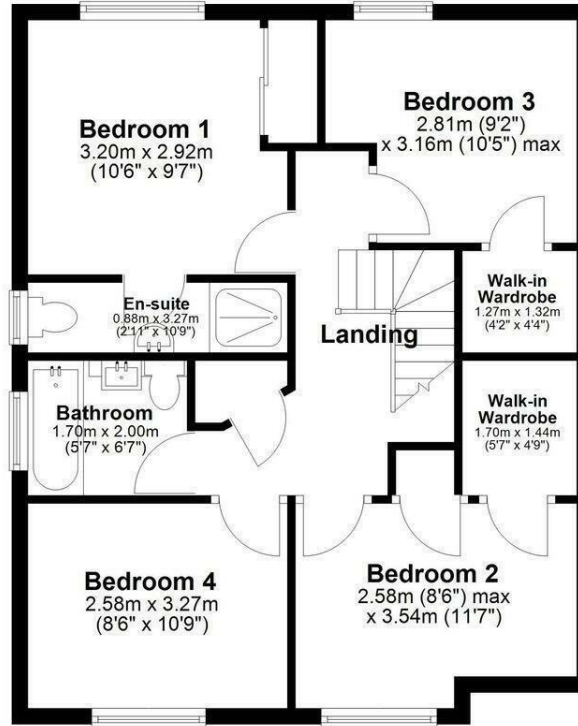 Bedroom 1
3.20m x 2.92m
(10'6" x 9'7")
Bedroom 3
2.81m (9'2")
x 3.16m (10'5") max
En-suite
0.88m x 3.27m
(2'11" x 10'9")
Walk-in
Wardrobe
1.27m x 1.32m
(4'2" x 4'4")
Landing
Bathroom
1.70m x 2.00m
(5'7" x 6'7")
Walk-in
Wardrobe
1.70m x 1.44m
(5'7" x 4'9")
Bedroom 4
2.58m x 3.27m
(8'6" x 10'9")
Bedroom 2
2.58m (8'6") max
x 3.54m (11'7")